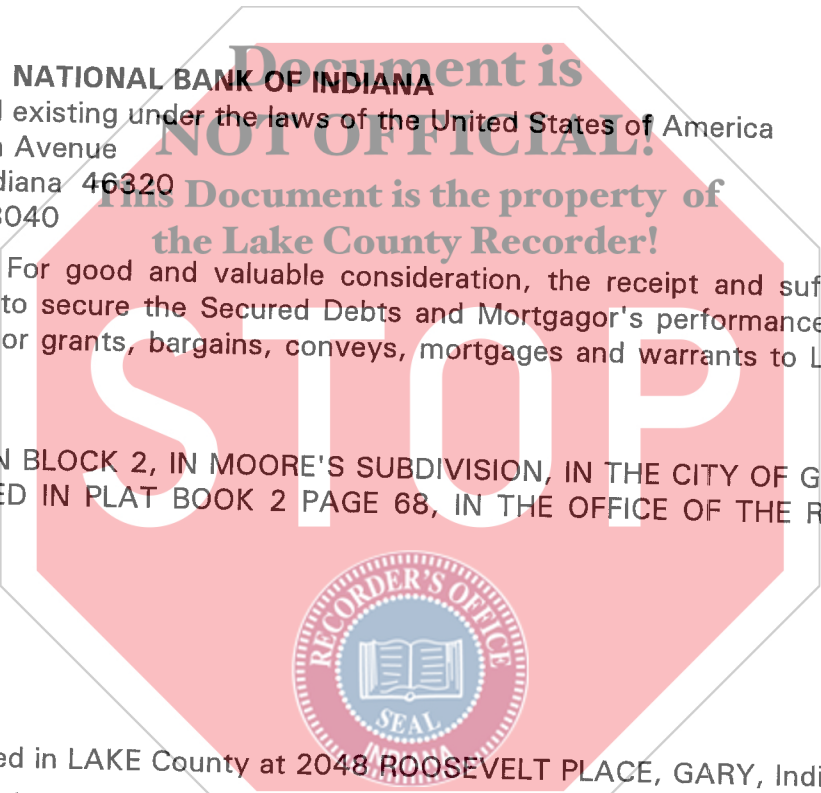 Document is
NATIONAL BANK OF INDIANA
existing under the laws of the United States of America
NOT OFFICIAL!
Avenue
diana 46320
This Document is the property of
3040
the Lake County Recorder!
For good and valuable consideration, the receipt and suf
to secure the Secured Debts and Mortgagor's performance
or grants, bargains, conveys, mortgages and warrants to L
STOP
N BLOCK 2, IN MOORE'S SUBDIVISION, IN THE CITY OF G
ED IN PLAT BOOK 2 PAGE 68, IN THE OFFICE OF THE R
RECORDER'S OFFICE
SEAL
INDIANA
ed in LAKE County at 2048 ROOSEVELT PLACE, GARY, Indi